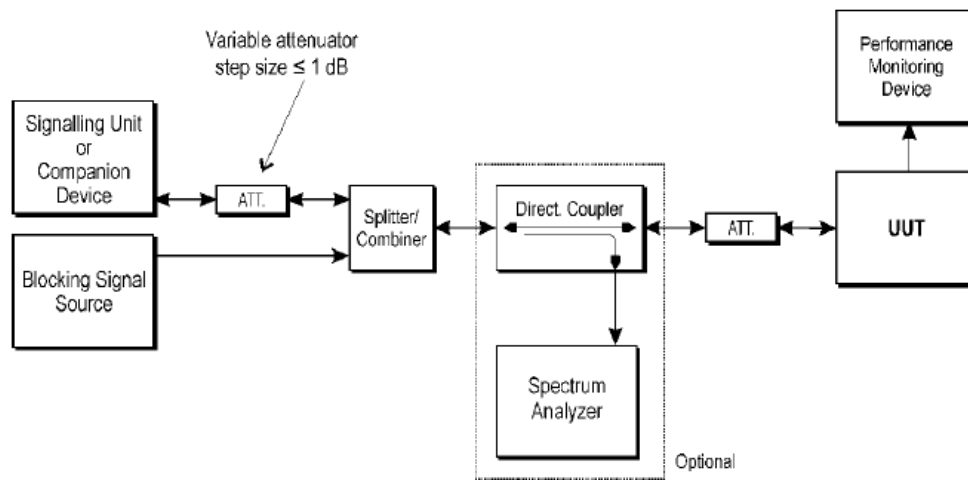 Variable attenuator
step size ≤ 1 dB
Signalling Unit
or
Companion
Device
ATT.
Splitter/
Combiner
Blocking Signal
Source
Direct. Coupler
Spectrum
Analyzer
Optional
ATT.
Performance
Monitoring
Device
UUT